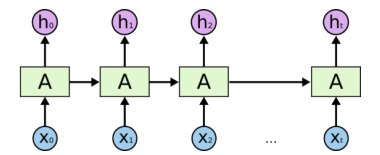 h₀ h₁ h₂ hₜ
A A A A
X₀ X₁ X₂ ... Xₜ